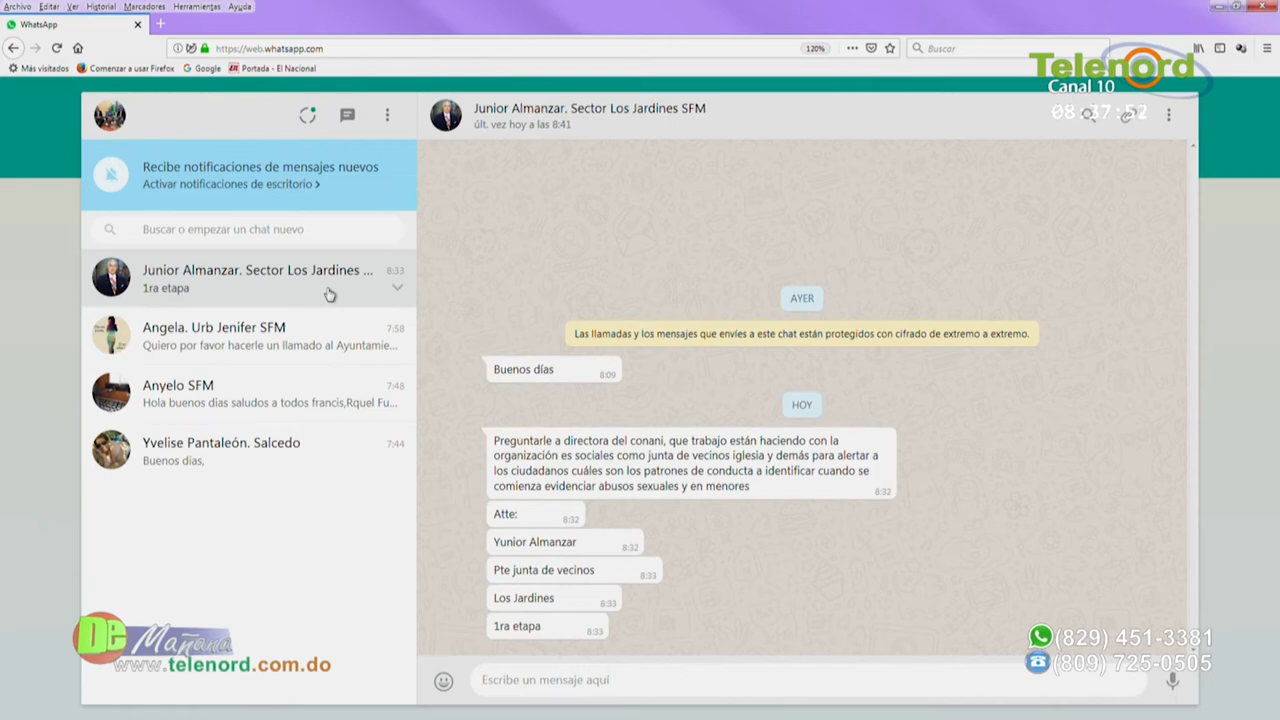 Archivo Editar Ver Historial Marcadores Herramientas Ayuda
WhatsApp
https://web.whatsapp.com
120%
Buscar
Más visitados Comenzar a usar Firefox Google Portada - El Nacional
Telenord
Canal 10
08:37:52
Junior Almanzar. Sector Los Jardines SFM
últ. vez hoy a las 8:41
Recibe notificaciones de mensajes nuevos
Activar notificaciones de escritorio >
Buscar o empezar un chat nuevo
Junior Almanzar. Sector Los Jardines ... 8:33
1ra etapa
Angela. Urb Jenifer SFM 7:58
Quiero por favor hacerle un llamado al Ayuntamie...
Anyelo SFM 7:48
Hola buenos dias saludos a todos francis,Rquel Fu...
Yvelise Pantaleón. Salcedo 7:44
Buenos días,
AYER
Las llamadas y los mensajes que envíes a este chat están protegidos con cifrado de extremo a extremo.
Buenos días 8:09
HOY
Preguntarle a directora del conani, que trabajo están haciendo con la
organización es sociales como junta de vecinos iglesia y demás para alertar a
los ciudadanos cuáles son los patrones de conducta a identificar cuando se
comienza evidenciar abusos sexuales y en menores 8:32
Atte: 8:32
Yunior Almanzar 8:32
Pte junta de vecinos 8:33
Los Jardines 8:33
1ra etapa 8:33
Escribe un mensaje aquí
De Mañana
www.telenord.com.do
(829) 451-3381
(809) 725-0505